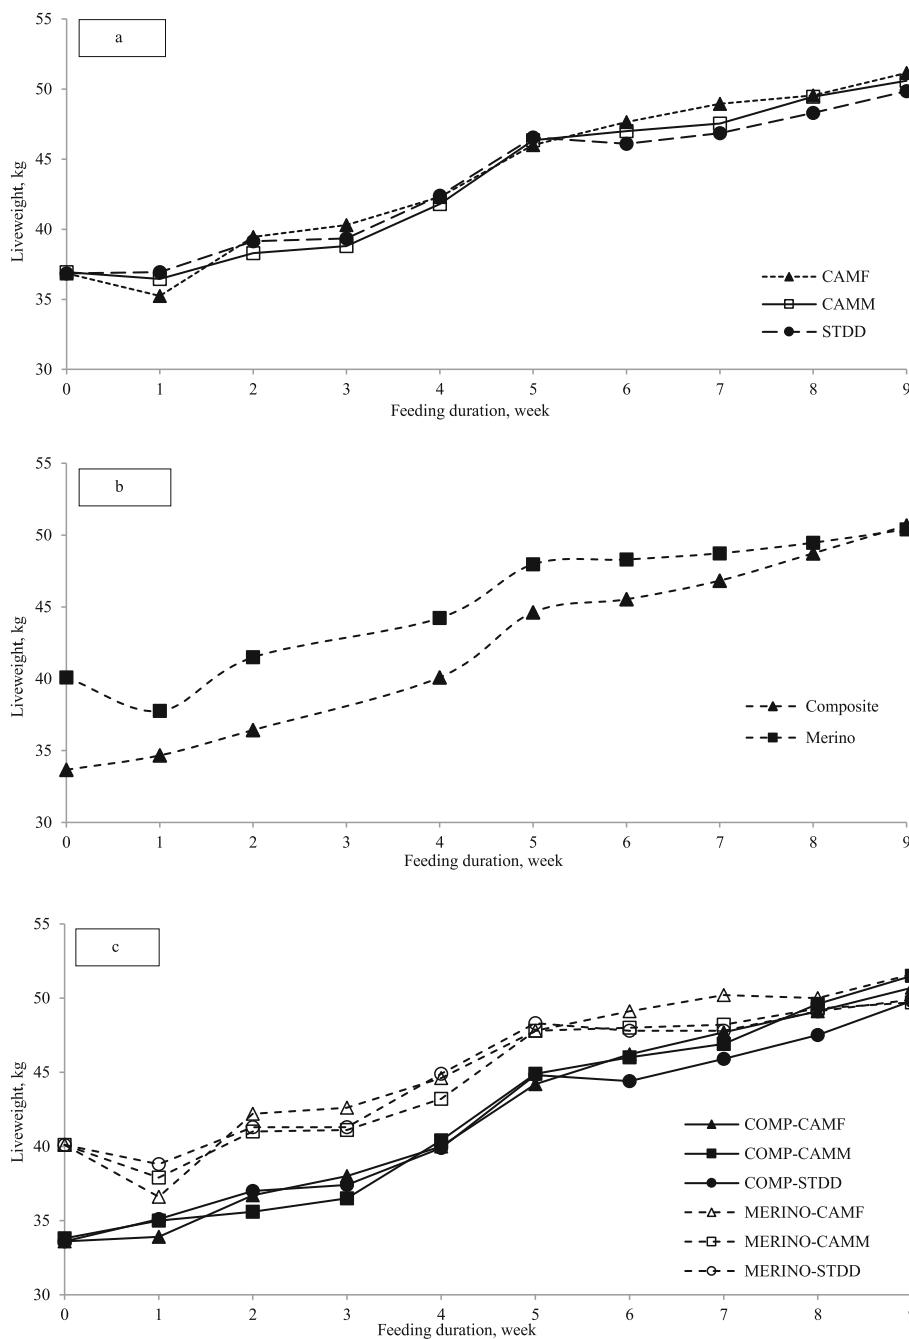 55
a
50
45
40
35
30
Liveweight, kg
CAMF
CAMM
STDD
0 1 2 3 4 5 6 7 8 9
Feeding duration, week
55
b
50
45
40
35
30
Liveweight, kg
Composite
Merino
0 1 2 3 4 5 6 7 8 9
Feeding duration, week
55
c
50
45
40
35
30
Liveweight, kg
COMP-CAMF
COMP-CAMM
COMP-STDD
MERINO-CAMF
MERINO-CAMM
MERINO-STDD
0 1 2 3 4 5 6 7 8
Feeding duration, week